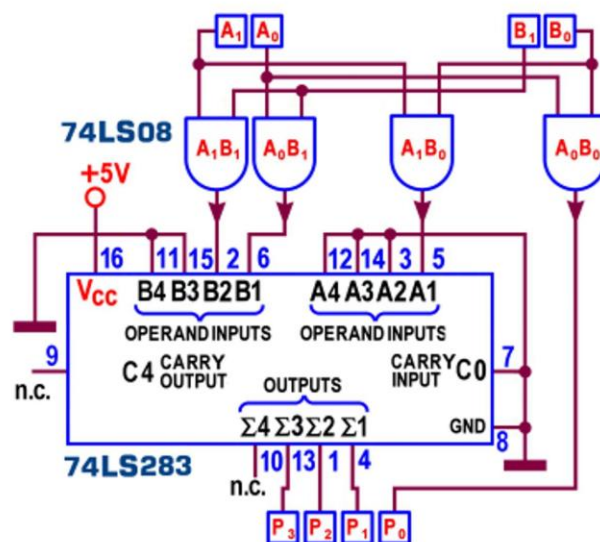 A1 A0 B1 B0
74LS08
A1B1 A0B1 A1B0 A0B0
+5V
16 11 15 2 6 12 14 3 5
VCC B4 B3 B2 B1 A4 A3 A2 A1
OPERAND INPUTS OPERAND INPUTS
9 C4 CARRY OUTPUT CARRY INPUT C0 7
n.c.
OUTPUTS
Σ4 Σ3 Σ2 Σ1 GND
8
74LS283 10 13 1 4
n.c.
P3 P2 P1 P0